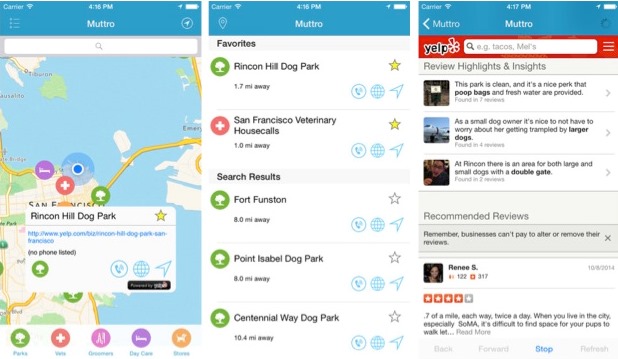 Carrier 4:16 PM
Muttro
Tiburon
Sausalito
SAN FRANCISCO
Rincon Hill Dog Park
http://www.yelp.com/biz/rincon-hill-dog-park-san-
francisco
(no phone listed)
Powered by yelp
Parks Vets Groomers Day Care Stores
Carrier 4:16 PM
Muttro
Favorites
Rincon Hill Dog Park
1.7 mi away
San Francisco Veterinary
Housecalls
1.0 mi away
Search Results
Fort Funston
8.0 mi away
Point Isabel Dog Park
8.0 mi away
Centennial Way Dog Park
10.4 mi away
Carrier 4:17 PM
Muttro Muttro
yelp e.g. tacos, Mel's
Review Highlights & Insights
This park is clean, and it's nice perk that
poop bags and fresh water are provided.
Found in 7 reviews
As a small dog owner it's nice to not have to
worry about her getting trampled by larger
dogs.
Found in 4 reviews
At Rincon there is an area for both large and
small dogs with a double gate.
Found in 2 reviews
Recommended Reviews
Remember, businesses can't pay to alter or remove their
reviews.
Renee S. 10/8/2014
122 317
.7 of a mile, each way, twice a day. When you live in the city,
especially SoMA, it's difficult to find space for your pups to
walk let... Read More
Back Forward Stop Refresh